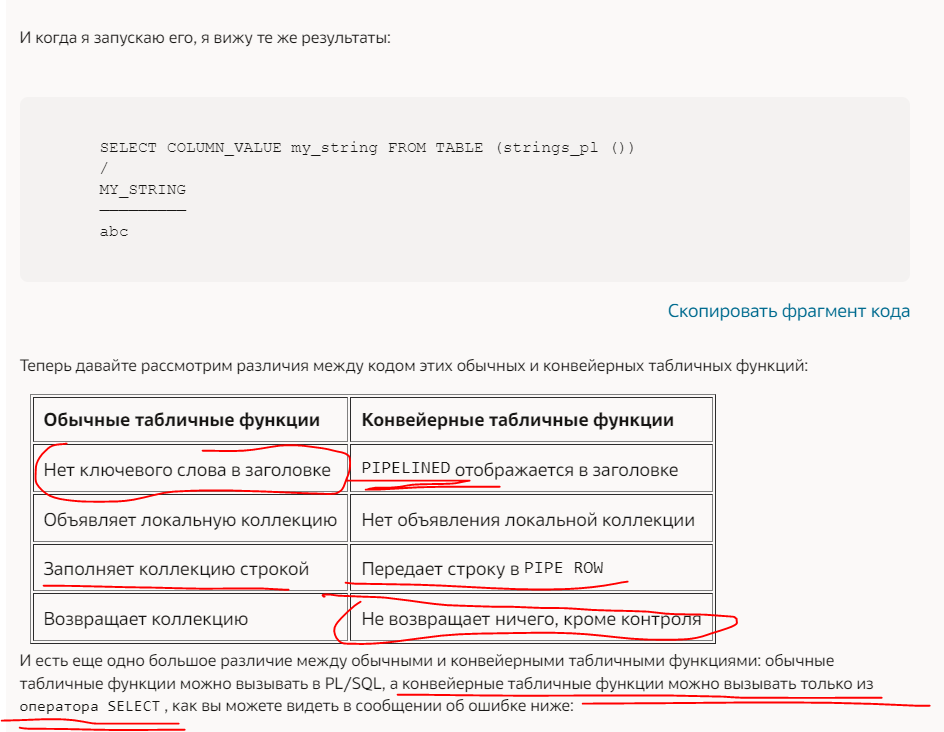 И когда я запускаю его, я вижу те же результаты:
SELECT COLUMN_VALUE my_string FROM TABLE (strings_pl ())
/
MY_STRING
—————————
abc
Скопировать фрагмент кода
Теперь давайте рассмотрим различия между кодом этих обычных и конвейерных табличных функций:
Обычные табличные функции Конвейерные табличные функции
Нет ключевого слова в заголовке PIPELINED отображается в заголовке
Объявляет локальную коллекцию Нет объявления локальной коллекции
Заполняет коллекцию строкой Передает строку в PIPE ROW
Возвращает коллекцию Не возвращает ничего, кроме контроля
И есть еще одно большое различие между обычными и конвейерными табличными функциями: обычные
табличные функции можно вызывать в PL/SQL, а конвейерные табличные функции можно вызывать только из
оператора SELECT , как вы можете видеть в сообщении об ошибке ниже: